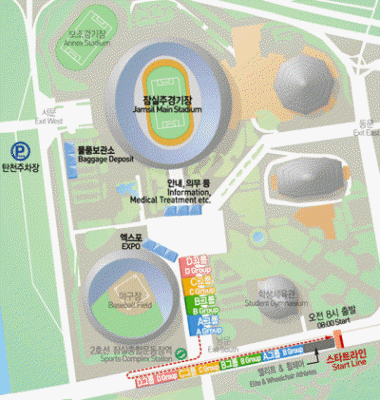 보조경기장
Annex Stadium
잠실주경기장
Jamsil Main Stadium
서문
Exit West
동문
Exit East
P
탄천주차장
물품보관소
Baggage Deposit
안내, 의무 등
Information,
Medical Treatment etc.
엑스포
EXPO
D그룹
D Group
C그룹
C Group
B그룹
B Group
A그룹
A Group
야구장
Baseball Field
학생체육관
Student Gymnasium
2호선 종합운동장역
Sports Complex Station
남문
오전 8시 출발
08:00 Start
스타트라인
Start Line
D그룹 D Group C그룹 C Group B그룹 B Group A그룹 A Group
엘리트 & 휠체어
Elite & Wheelchair Athletes